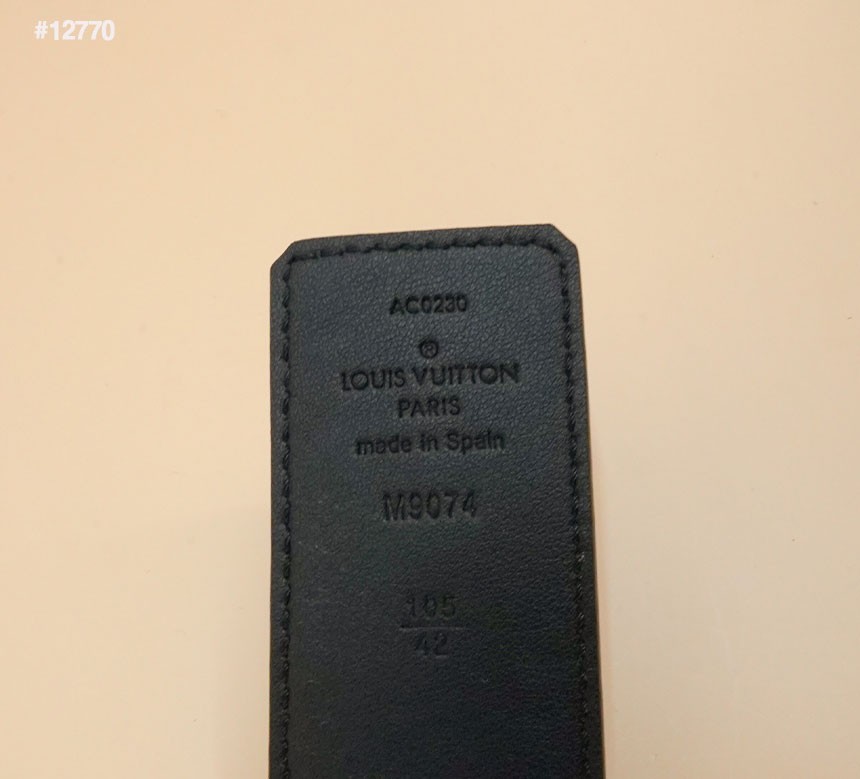 #12770
AC0230
®
LOUIS VUITTON
PARIS
made in Spain
M9074
105
42